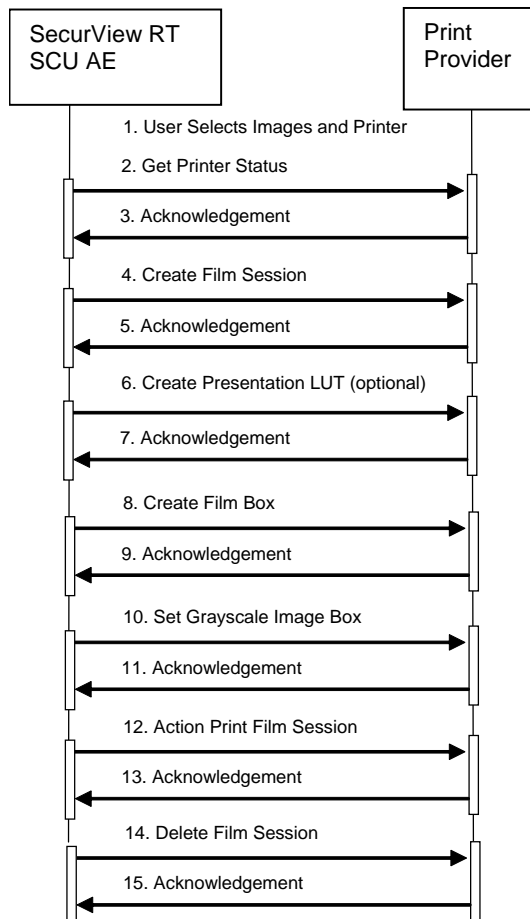 SecurView RT
SCU AE
Print
Provider
1. User Selects Images and Printer
2. Get Printer Status
3. Acknowledgement
4. Create Film Session
5. Acknowledgement
6. Create Presentation LUT (optional)
7. Acknowledgement
8. Create Film Box
9. Acknowledgement
10. Set Grayscale Image Box
11. Acknowledgement
12. Action Print Film Session
13. Acknowledgement
14. Delete Film Session
15. Acknowledgement